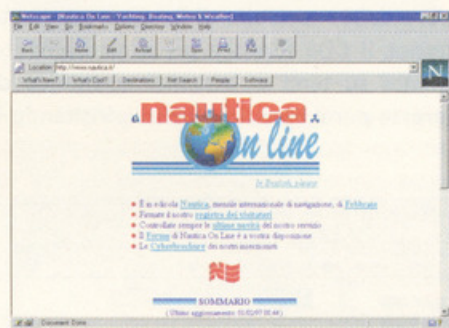 Netscape - [Nautica On Line - Yachting, Boating, Meteo & Weather]
File Edit View Go Bookmarks Options Directory Window Help
Back Home Edit Reload Open Print Find
Location: http://www.nautica.it/
What's New? What's Cool? Destinations Net Search People Software
N
nautica
On line
In English, please
È in edicola Nautica, mensile internazionale di navigazione, di Febbraio
Firmate il nostro registro dei visitatori
Controllate sempre le ultime novità del nostro servizio
Il Forum di Nautica On Line è a vostra disposizione
Le Cyberbrochure dei nostri inserzionisti
SOMMARIO
Document: Done